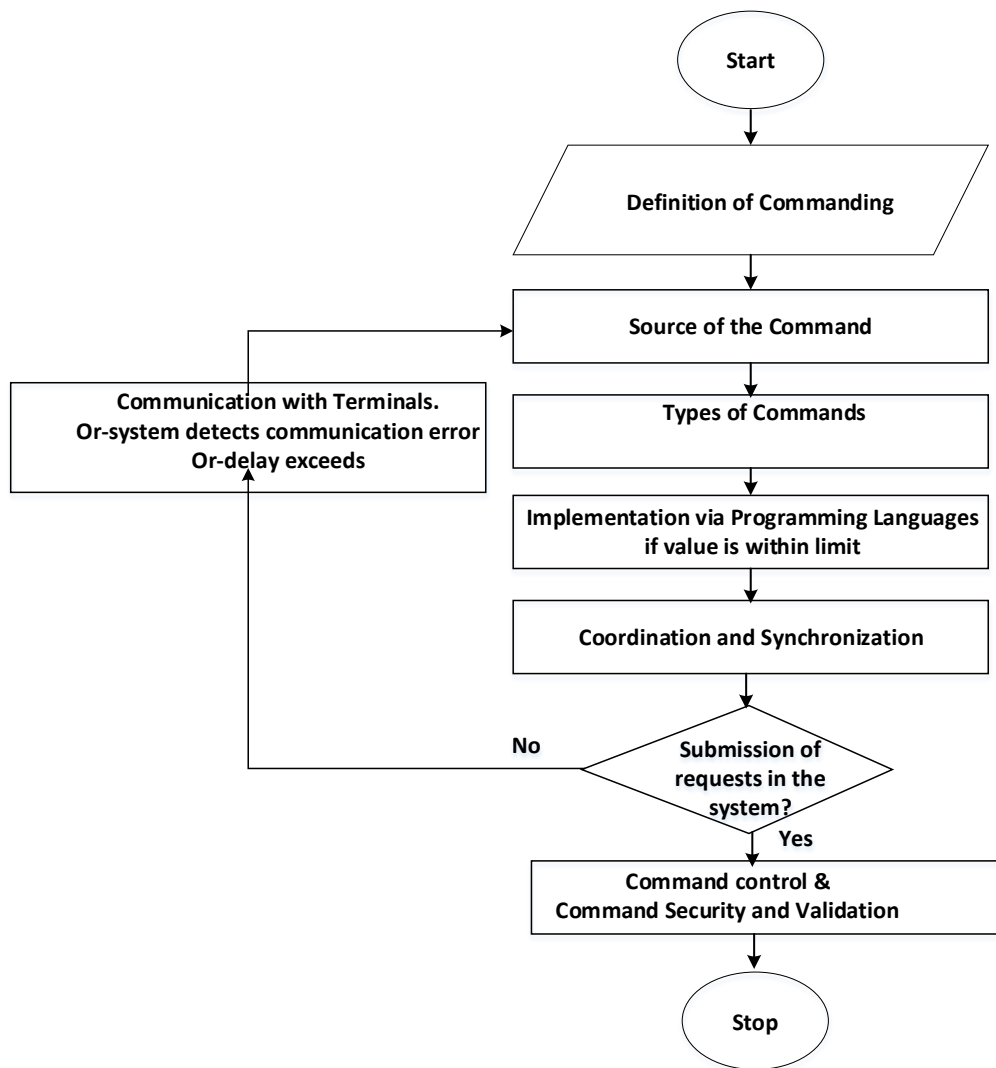 Start
Definition of Commanding
Source of the Command
Communication with Terminals.
Or-system detects communication error
Or-delay exceeds
Types of Commands
Implementation via Programming Languages
if value is within limit
Coordination and Synchronization
No
Submission of
requests in the
system?
Yes
Command control &
Command Security and Validation
Stop